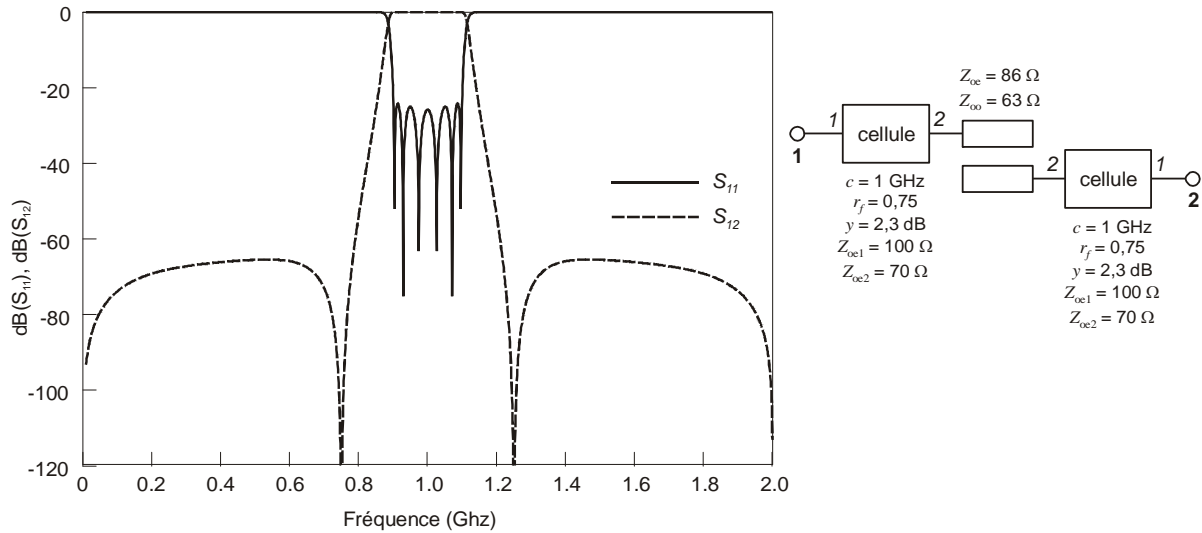 0
-20
-40
-60
-80
-100
-120
dB(S11), dB(S12)
0
0.2
0.4
0.6
0.8
1.0
1.2
1.4
1.6
1.8
2.0
Fréquence (Ghz)
S11
S12
Zoe = 86 Ω
Zoo = 63 Ω
1
cellule
2
1
c = 1 GHz
rf = 0,75
y = 2,3 dB
Zoe1 = 100 Ω
Zoe2 = 70 Ω
2
cellule
1
2
c = 1 GHz
rf = 0,75
y = 2,3 dB
Zoe1 = 100 Ω
Zoe2 = 70 Ω